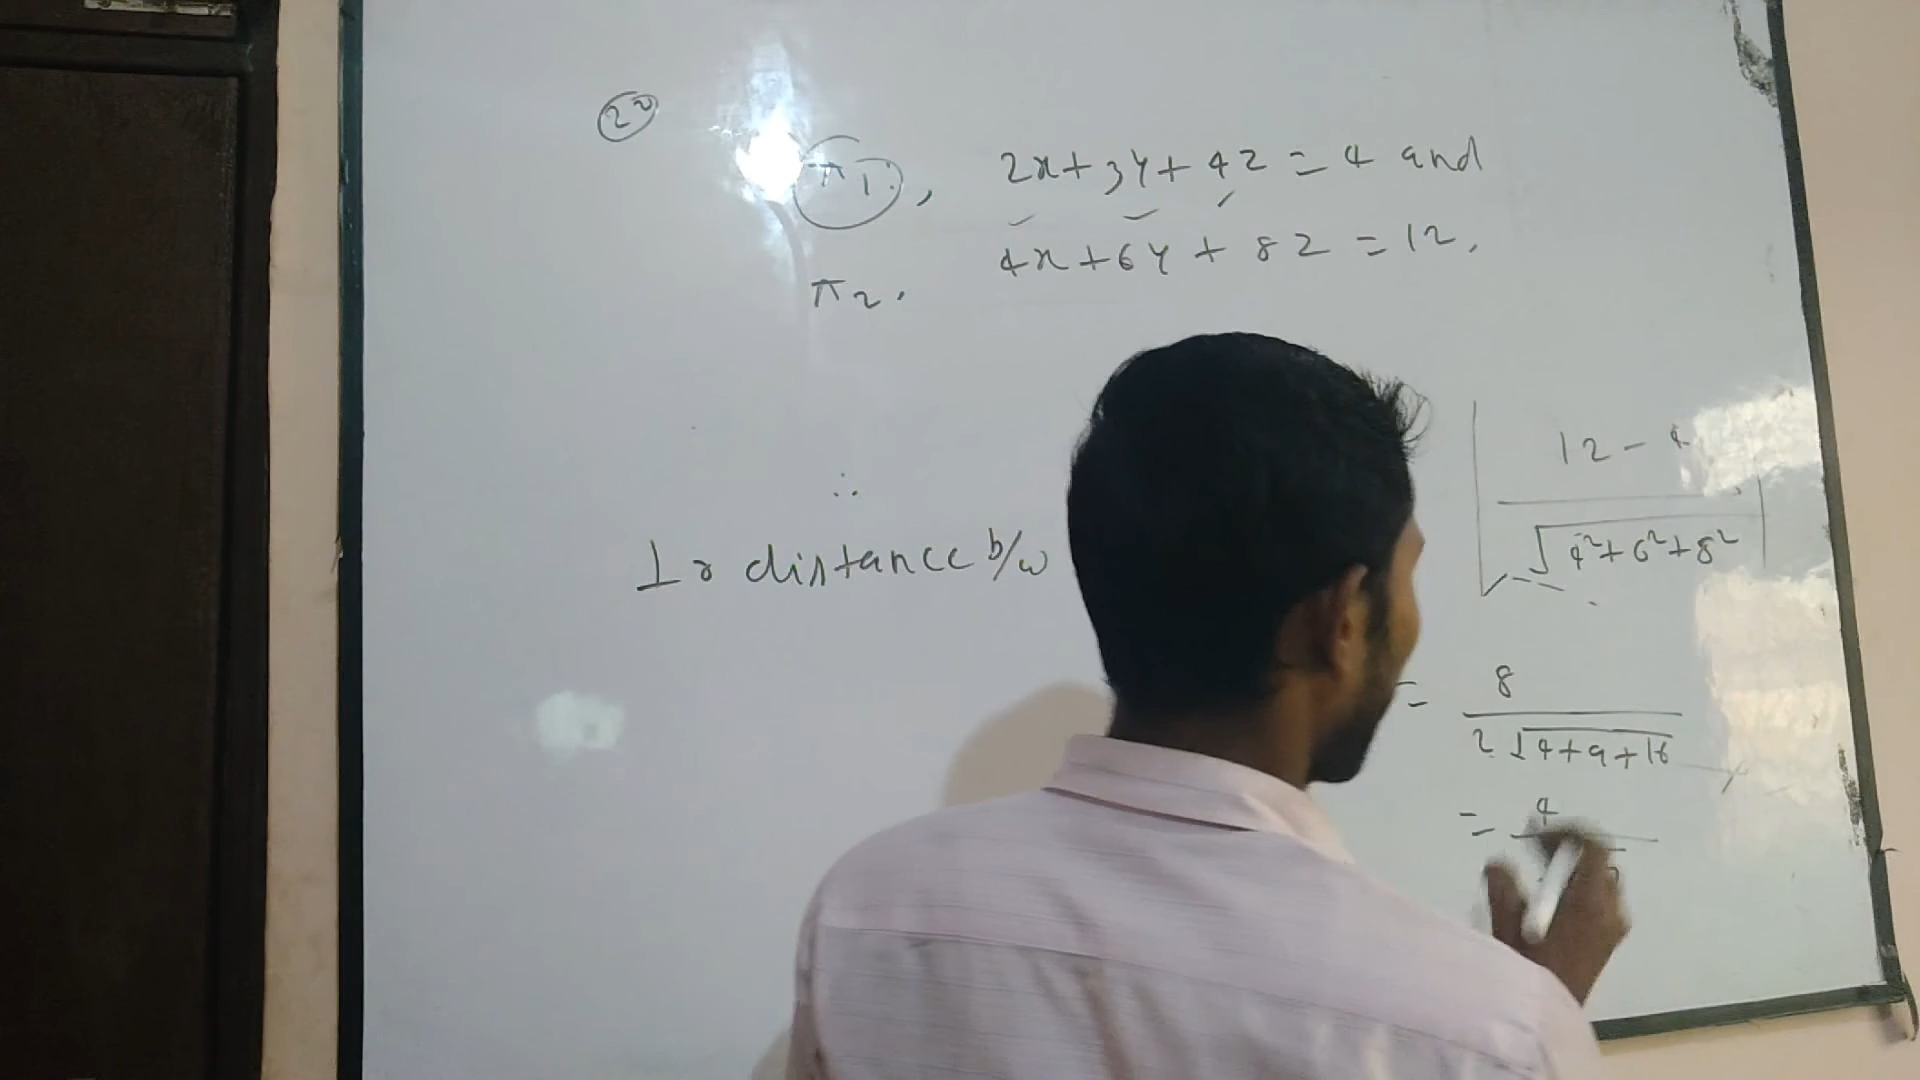 22
π1, 2x+3y+4z = 4 and
π2. 4x+6y+8z = 12,
∴
⊥r distance b/w
| 12 - 4 / √4²+6²+8² |
= 8 / 2√4+9+16
= 4